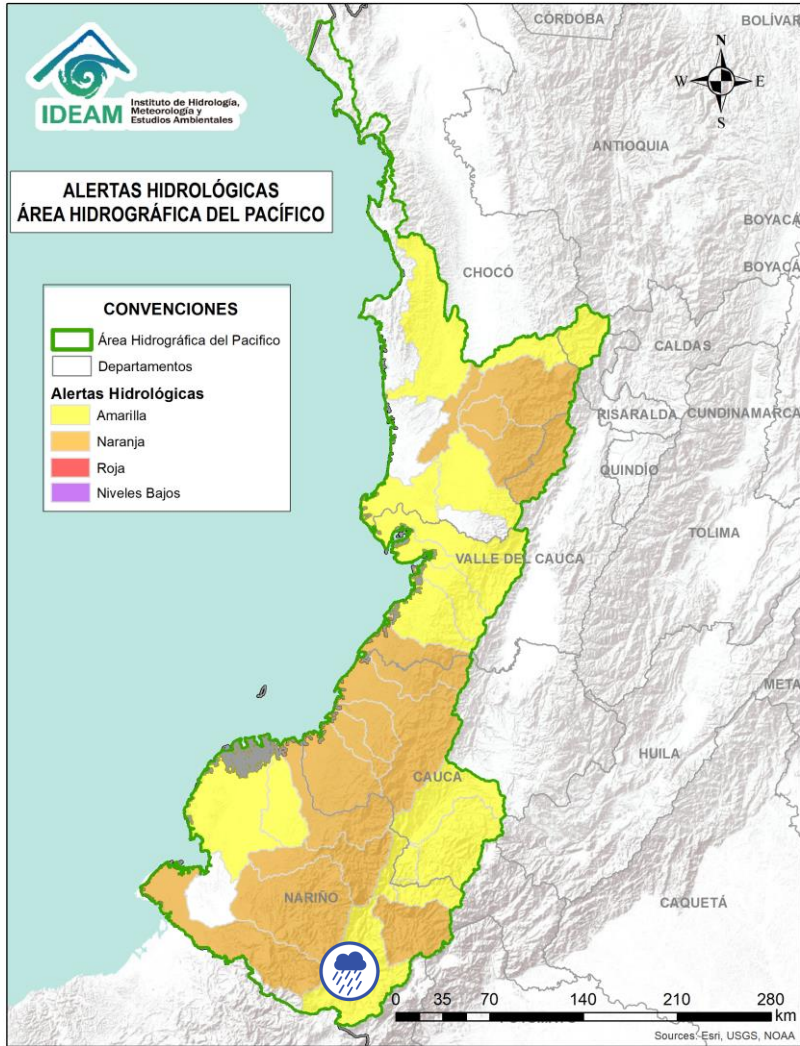 IDEAM
Instituto de Hidrología,
Meteorología y
Estudios Ambientales
ALERTAS HIDROLÓGICAS
ÁREA HIDROGRÁFICA DEL PACÍFICO
CONVENCIONES
Área Hidrográfica del Pacifico
Departamentos
Alertas Hidrológicas
Amarilla
Naranja
Roja
Niveles Bajos
CÓRDOBA
BOLÍVAR
N
W E
S
ANTIOQUIA
BOYACÁ
CHOCÓ
BOYACÁ
CALDAS
RISARALDA
CUNDINAMARCA
QUINDÍO
TOLIMA
VALLE DEL CAUCA
META
HUILA
CAUCA
NARIÑO
CAQUETÁ
0 35 70 140 210 280
km
Sources: Esri, USGS, NOAA